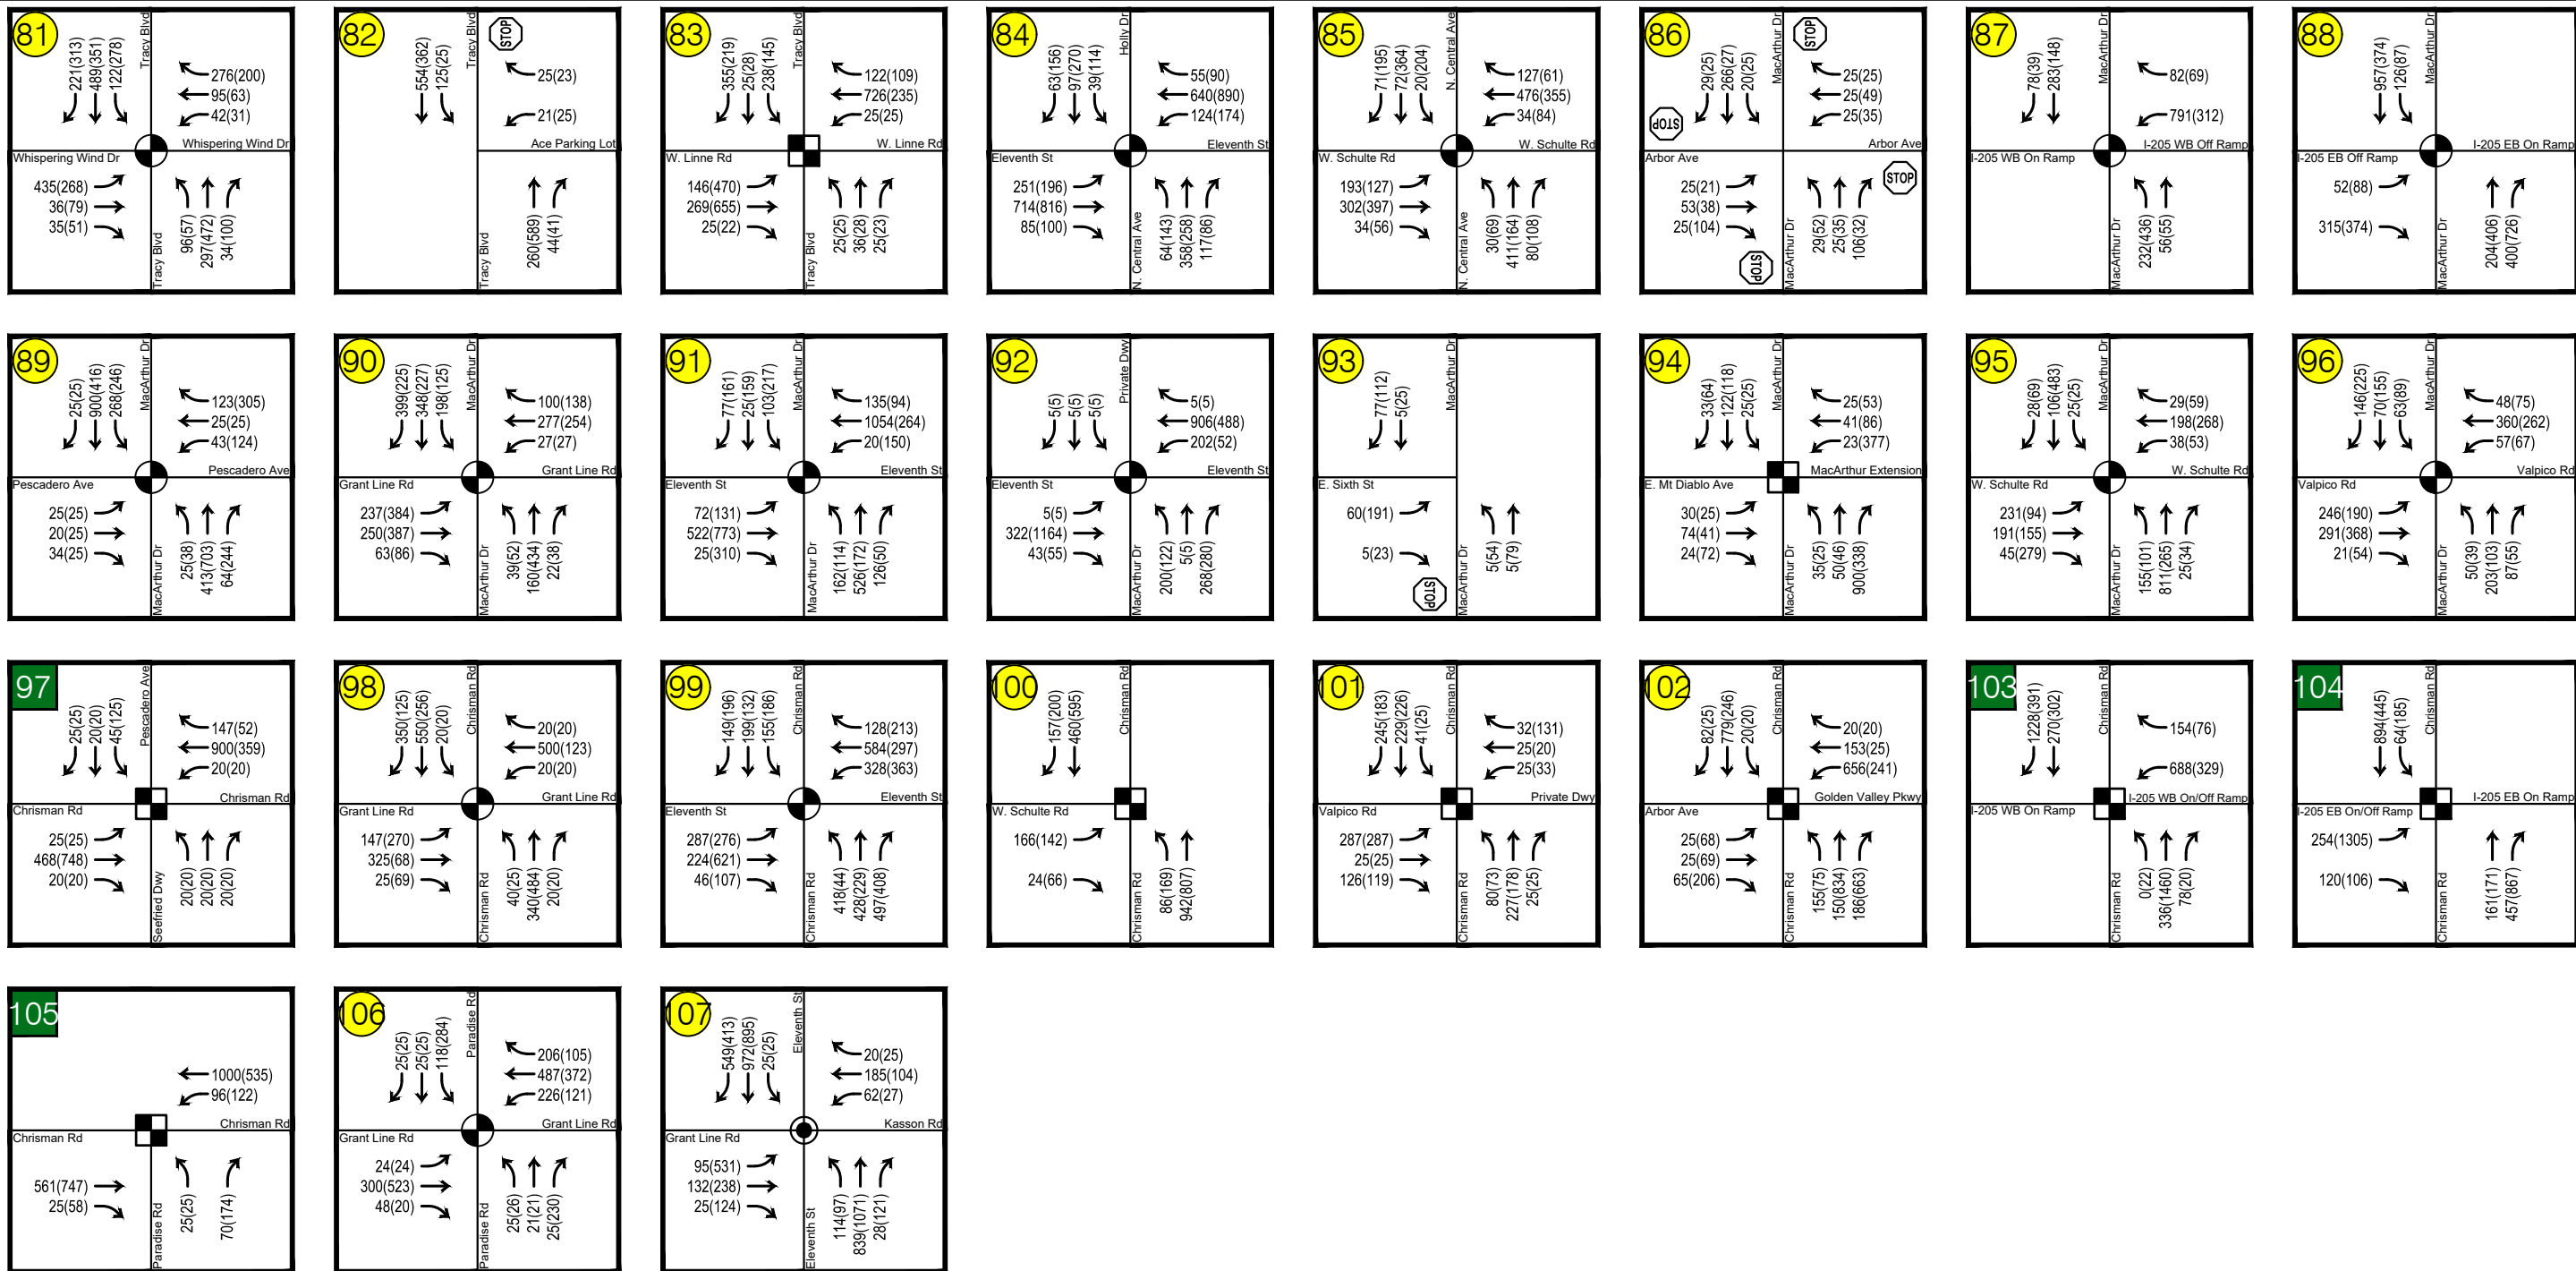 81
221(313)
489(351)
122(278)
Tracy Blvd
276(200)
95(63)
42(31)
Whispering Wind Dr
Whispering Wind Dr
435(268)
36(79)
35(51)
96(57)
297(472)
34(100)
Tracy Blvd
82
554(362)
125(25)
Tracy Blvd
STOP
25(23)
21(25)
Ace Parking Lot
260(589)
44(41)
Tracy Blvd
83
355(219)
25(28)
238(145)
Tracy Blvd
122(109)
726(235)
25(25)
W. Linne Rd
W. Linne Rd
146(470)
269(655)
25(22)
25(25)
36(28)
25(23)
Tracy Blvd
84
63(156)
97(270)
39(114)
Holly Dr
55(90)
640(890)
124(174)
Eleventh St
Eleventh St
251(196)
714(816)
85(100)
64(143)
358(258)
117(86)
N. Central Ave
85
71(195)
72(364)
20(204)
N. Central Ave
127(61)
476(355)
34(84)
W. Schulte Rd
W. Schulte Rd
193(127)
302(397)
34(56)
30(69)
411(164)
80(108)
N. Central Ave
86
29(25)
266(27)
20(25)
MacArthur Dr
STOP
STOP
25(25)
25(49)
25(35)
Arbor Ave
Arbor Ave
25(21)
53(38)
25(104)
29(52)
25(35)
106(32)
STOP
STOP
MacArthur Dr
87
78(39)
283(148)
MacArthur Dr
82(69)
791(312)
I-205 WB Off Ramp
I-205 WB On Ramp
232(436)
56(55)
MacArthur Dr
88
957(374)
126(87)
MacArthur Dr
I-205 EB On Ramp
I-205 EB Off Ramp
52(88)
315(374)
204(406)
400(726)
MacArthur Dr
89
25(25)
900(416)
268(246)
MacArthur Dr
123(305)
25(25)
43(124)
Pescadero Ave
Pescadero Ave
25(25)
20(25)
34(25)
25(38)
413(703)
64(244)
MacArthur Dr
90
399(225)
348(227)
198(125)
MacArthur Dr
100(138)
277(254)
27(27)
Grant Line Rd
Grant Line Rd
237(384)
250(387)
63(86)
39(52)
160(434)
22(38)
MacArthur Dr
91
77(161)
25(159)
103(217)
MacArthur Dr
135(94)
1054(264)
20(150)
Eleventh St
Eleventh St
72(131)
522(773)
25(310)
162(114)
526(172)
126(50)
MacArthur Dr
92
5(5)
5(5)
5(5)
Private Dwy
5(5)
906(488)
202(52)
Eleventh St
Eleventh St
5(5)
322(1164)
43(55)
200(122)
5(5)
268(280)
MacArthur Dr
93
77(112)
5(25)
MacArthur Dr
E. Sixth St
60(191)
5(23)
5(54)
5(79)
STOP
MacArthur Dr
94
33(64)
122(118)
25(25)
MacArthur Dr
25(53)
41(86)
23(377)
MacArthur Extension
E. Mt Diablo Ave
30(25)
74(41)
24(72)
35(25)
50(46)
900(338)
MacArthur Dr
95
28(69)
106(483)
25(25)
MacArthur Dr
29(59)
198(268)
38(53)
W. Schulte Rd
W. Schulte Rd
231(94)
191(155)
45(279)
155(101)
811(265)
25(34)
MacArthur Dr
96
146(225)
70(155)
63(89)
MacArthur Dr
48(75)
360(262)
57(67)
Valpico Rd
Valpico Rd
246(190)
291(368)
21(54)
50(39)
203(103)
87(55)
MacArthur Dr
97
25(25)
20(20)
45(125)
Pescadero Ave
147(52)
900(359)
20(20)
Chrisman Rd
Chrisman Rd
25(25)
468(748)
20(20)
20(20)
20(20)
20(20)
Seefried Dwy
98
350(125)
550(256)
20(20)
Chrisman Rd
20(20)
500(123)
20(20)
Grant Line Rd
Grant Line Rd
147(270)
325(68)
25(69)
40(25)
340(484)
20(20)
Chrisman Rd
99
149(196)
199(132)
155(186)
Chrisman Rd
128(213)
584(297)
328(363)
Eleventh St
Eleventh St
287(276)
224(621)
46(107)
418(44)
428(229)
497(408)
Chrisman Rd
100
157(200)
460(595)
Chrisman Rd
W. Schulte Rd
166(142)
24(66)
86(169)
942(807)
Chrisman Rd
101
245(183)
229(226)
41(25)
Chrisman Rd
32(131)
25(20)
25(33)
Private Dwy
Valpico Rd
287(287)
25(25)
126(119)
80(73)
227(178)
25(25)
Chrisman Rd
102
82(25)
779(246)
20(20)
Chrisman Rd
20(20)
153(25)
656(241)
Golden Valley Pkwy
Arbor Ave
25(68)
25(69)
65(206)
155(75)
150(834)
186(663)
Chrisman Rd
103
1228(391)
270(302)
Chrisman Rd
154(76)
688(329)
I-205 WB On/Off Ramp
I-205 WB On Ramp
0(22)
336(1460)
78(20)
Chrisman Rd
104
894(445)
64(185)
Chrisman Rd
I-205 EB On Ramp
I-205 EB On/Off Ramp
254(1305)
120(106)
161(171)
457(867)
Chrisman Rd
105
1000(535)
96(122)
Chrisman Rd
Chrisman Rd
561(747)
25(58)
25(25)
70(174)
Paradise Rd
106
25(25)
25(25)
118(284)
Paradise Rd
206(105)
487(372)
226(121)
Grant Line Rd
Grant Line Rd
24(24)
300(523)
48(20)
25(26)
21(21)
25(230)
Paradise Rd
107
549(413)
972(895)
25(25)
Eleventh St
20(25)
185(104)
62(27)
Kasson Rd
Grant Line Rd
95(531)
132(238)
25(124)
114(97)
839(1071)
28(121)
Eleventh St